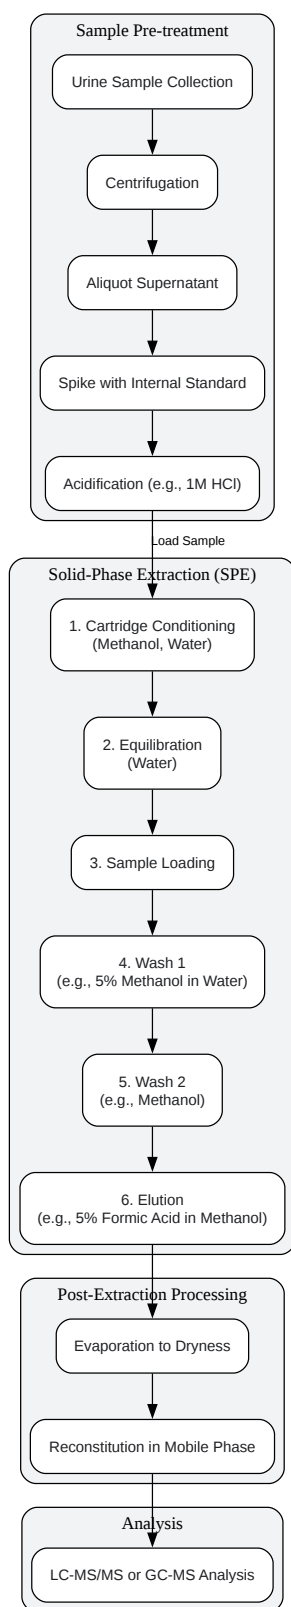 Sample Pre-treatment
Urine Sample Collection
Centrifugation
Aliquot Supernatant
Spike with Internal Standard
Acidification (e.g., 1M HCl)
Load Sample
Solid-Phase Extraction (SPE)
1. Cartridge Conditioning
(Methanol, Water)
2. Equilibration
(Water)
3. Sample Loading
4. Wash 1
(e.g., 5% Methanol in Water)
5. Wash 2
(e.g., Methanol)
6. Elution
(e.g., 5% Formic Acid in Methanol)
Post-Extraction Processing
Evaporation to Dryness
Reconstitution in Mobile Phase
Analysis
LC-MS/MS or GC-MS Analysis